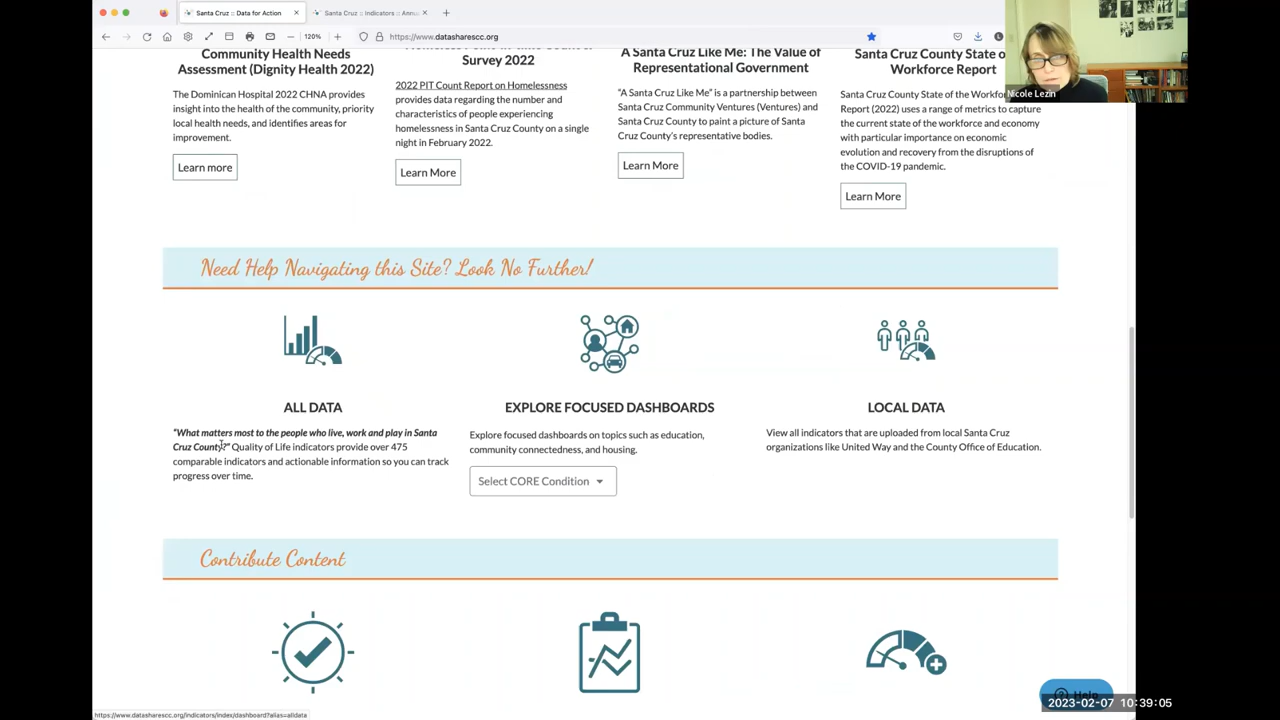 Santa Cruz :: Data for Action
Santa Cruz :: Indicators :: Annu
120%
https://www.datasharescc.org
Nicole Lezin
Community Health Needs
Assessment (Dignity Health 2022)
The Dominican Hospital 2022 CHNA provides
insight into the health of the community, priority
local health needs, and identifies areas for
improvement.
Learn more
Survey 2022
2022 PIT Count Report on Homelessness
provides data regarding the number and
characteristics of people experiencing
homelessness in Santa Cruz County on a single
night in February 2022.
Learn More
A Santa Cruz Like Me: The Value of
Representational Government
“A Santa Cruz Like Me” is a partnership between
Santa Cruz Community Ventures (Ventures) and
Santa Cruz County to paint a picture of Santa
Cruz County’s representative bodies.
Learn More
Santa Cruz County State o
Workforce Report
Santa Cruz County State of the Workfor
Report (2022) uses a range of metrics to
capture the current state of the workforce and economy
with particular importance on economic
evolution and recovery from the disruptions of
the COVID-19 pandemic.
Learn More
Need Help Navigating this Site? Look No Further!
ALL DATA
“What matters most to the people who live, work and play in Santa
Cruz County?” Quality of Life indicators provide over 475
comparable indicators and actionable information so you can track
progress over time.
EXPLORE FOCUSED DASHBOARDS
Explore focused dashboards on topics such as education,
community connectedness, and housing.
Select CORE Condition
LOCAL DATA
View all indicators that are uploaded from local Santa Cruz
organizations like United Way and the County Office of Education.
Contribute Content
Help
https://www.datasharescc.org/indicators/index/dashboard?alias=alldata
2023-02-07 10:39:05